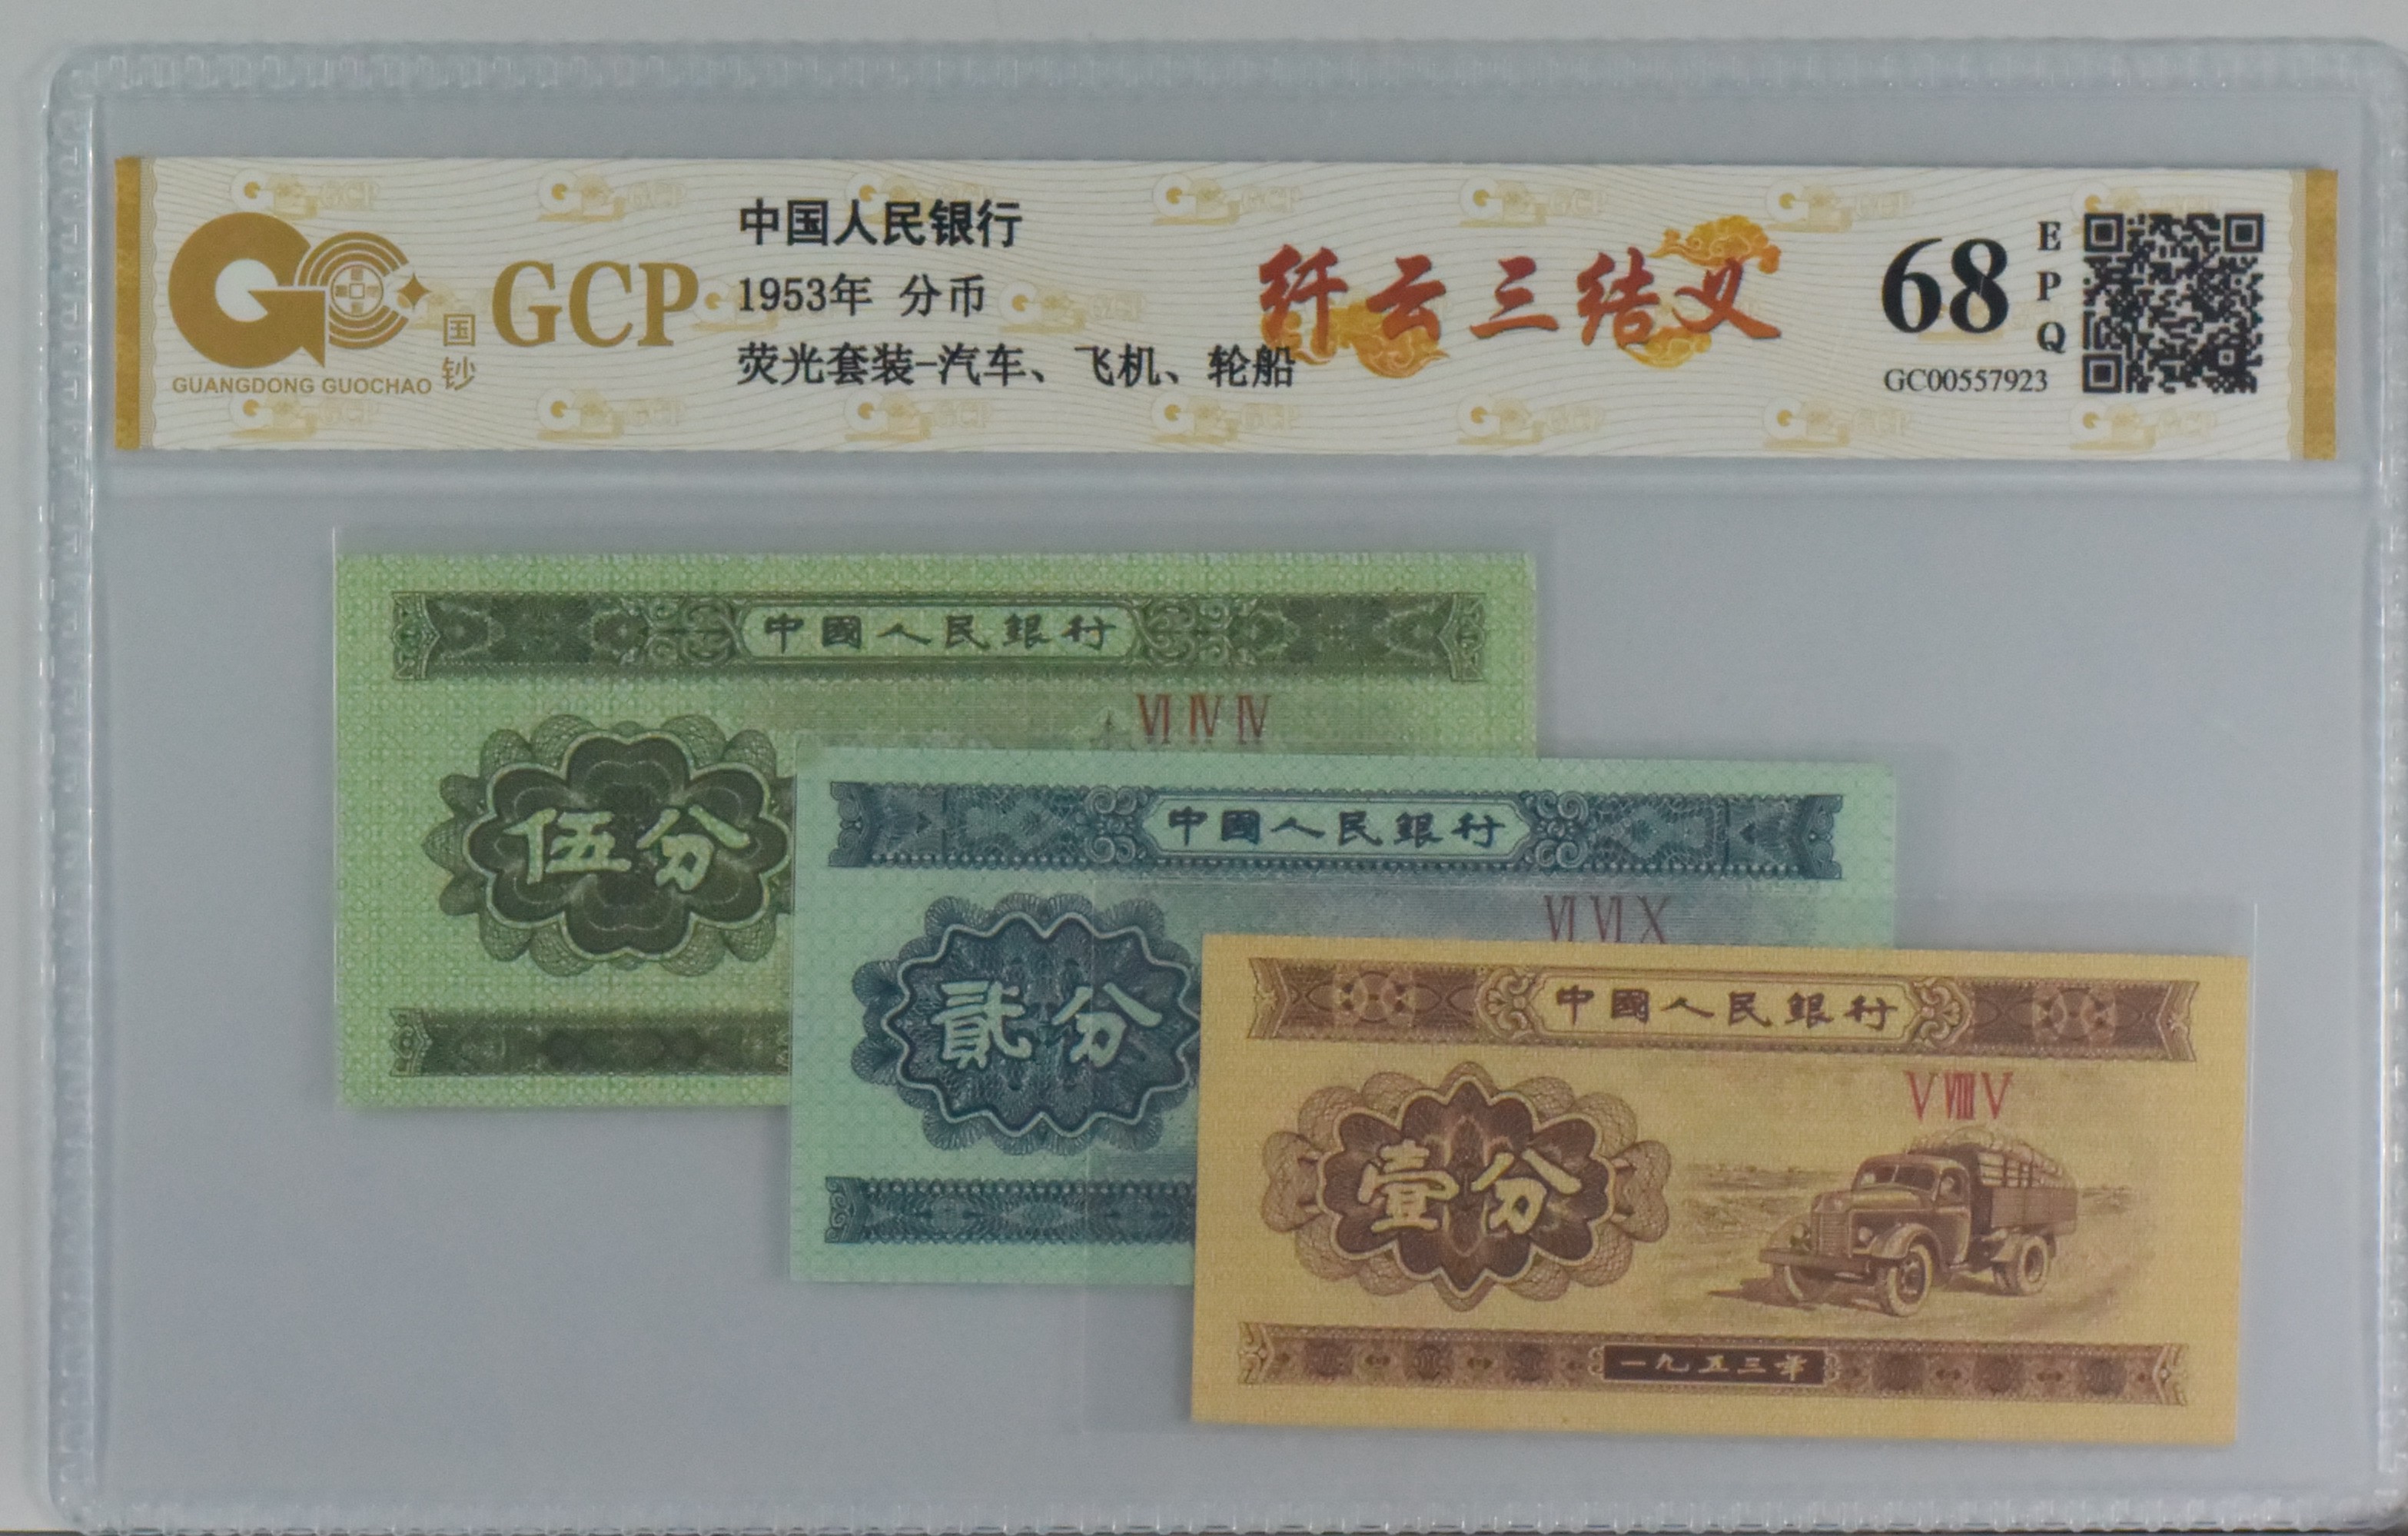 中国人民银行
1953年 分币
荧光套装-汽车、飞机、轮船
GCP
国钞
GUANGDONG GUOCHAO
纤云三结义
68
EPQ
GC00557923
中國人民銀行
VI IV IV
伍分
中國人民銀行
VI VI X
貳分
中國人民銀行
V VIII V
壹分
一九五三年